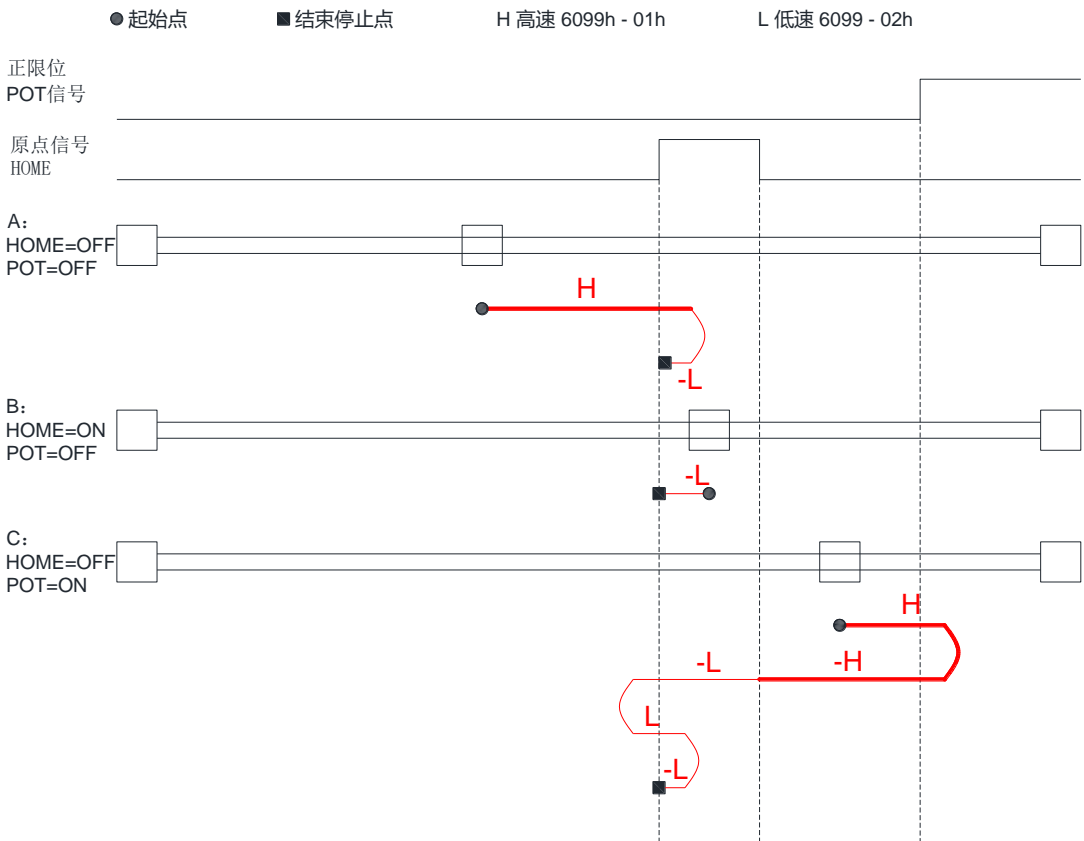 起始点 结束停止点 H 高速 6099h - 01h L 低速 6099 - 02h
正限位
POT信号
原点信号
HOME
A：
HOME=OFF
POT=OFF
H
-L
B：
HOME=ON
POT=OFF
-L
C：
HOME=OFF
POT=ON
H
-L -H
L
-L